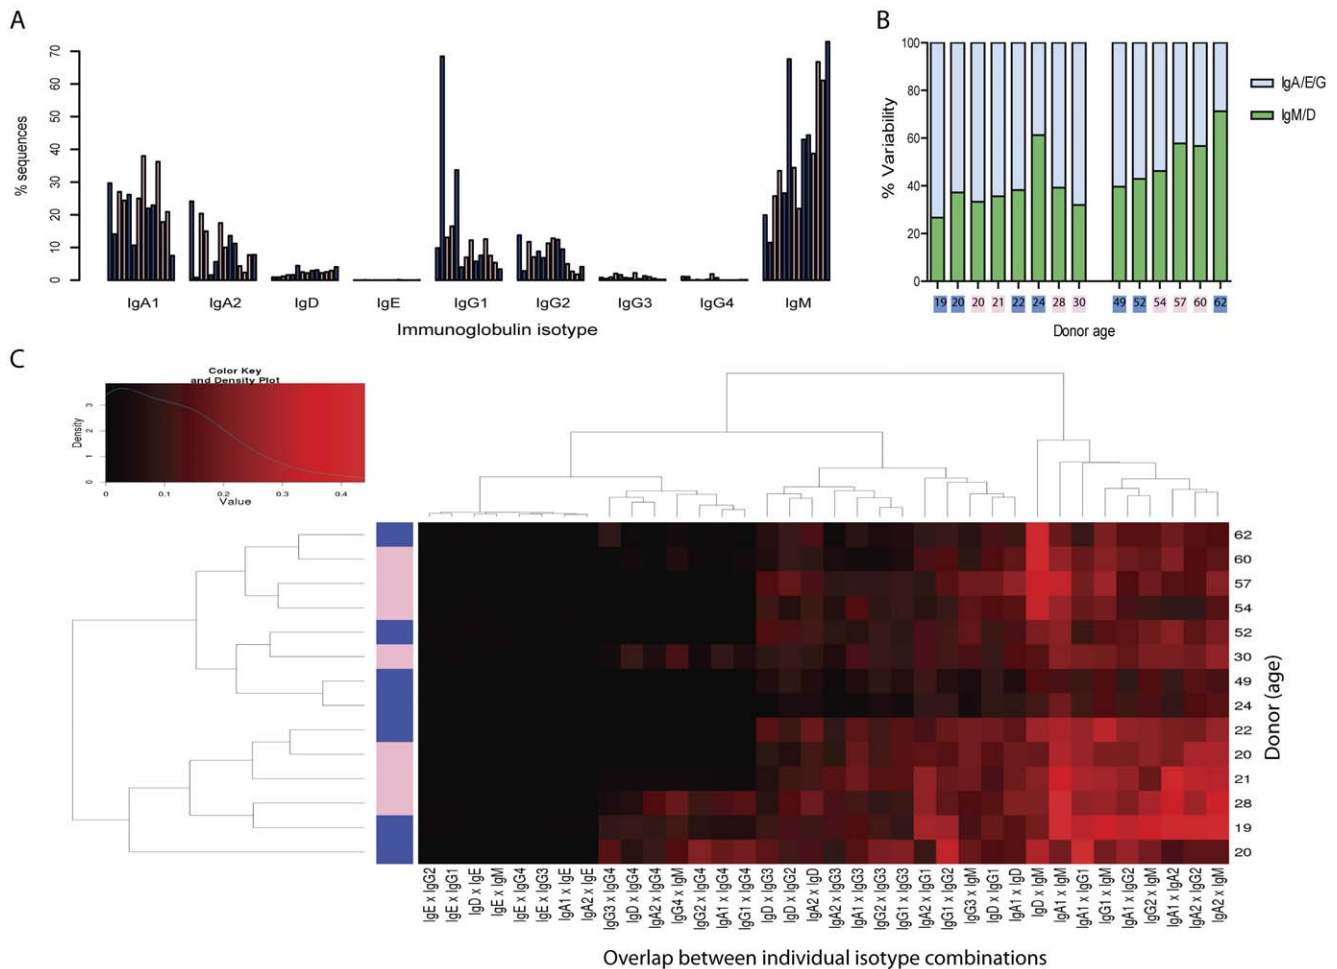 A
% sequences
70
60
50
40
30
20
10
0
IgA1 IgA2 IgD IgE IgG1 IgG2 IgG3 IgG4 IgM
Immunoglobulin isotype
B
% Variability
100
80
60
40
20
0
19 20 20 21 22 24 28 30 49 52 54 57 60 62
Donor age
IgA/E/G
IgM/D
C
Color Key
and Density Plot
Density
3
2
1
0
0 0.1 0.2 0.3 0.4
Value
62
60
57
54
52
30
49
24
22
20
21
28
19
20
Donor (age)
IgE x IgG2
IgE x IgG1
IgD x IgE
IgE x IgM
IgE x IgG4
IgE x IgG3
IgA1 x IgE
IgA2 x IgE
IgG3 x IgG4
IgD x IgG4
IgA2 x IgG4
IgG4 x IgM
IgG2 x IgG4
IgA1 x IgG4
IgG1 x IgG4
IgD x IgG3
IgD x IgG2
IgA2 x IgD
IgA2 x IgG3
IgA1 x IgG3
IgG2 x IgG3
IgG1 x IgG3
IgA2 x IgG1
IgG1 x IgG2
IgG3 x IgM
IgD x IgG1
IgA1 x IgD
IgD x IgM
IgA1 x IgM
IgA1 x IgG1
IgG1 x IgM
IgA1 x IgG2
IgG2 x IgM
IgA1 x IgA2
IgA2 x IgG2
IgA2 x IgM
Overlap between individual isotype combinations